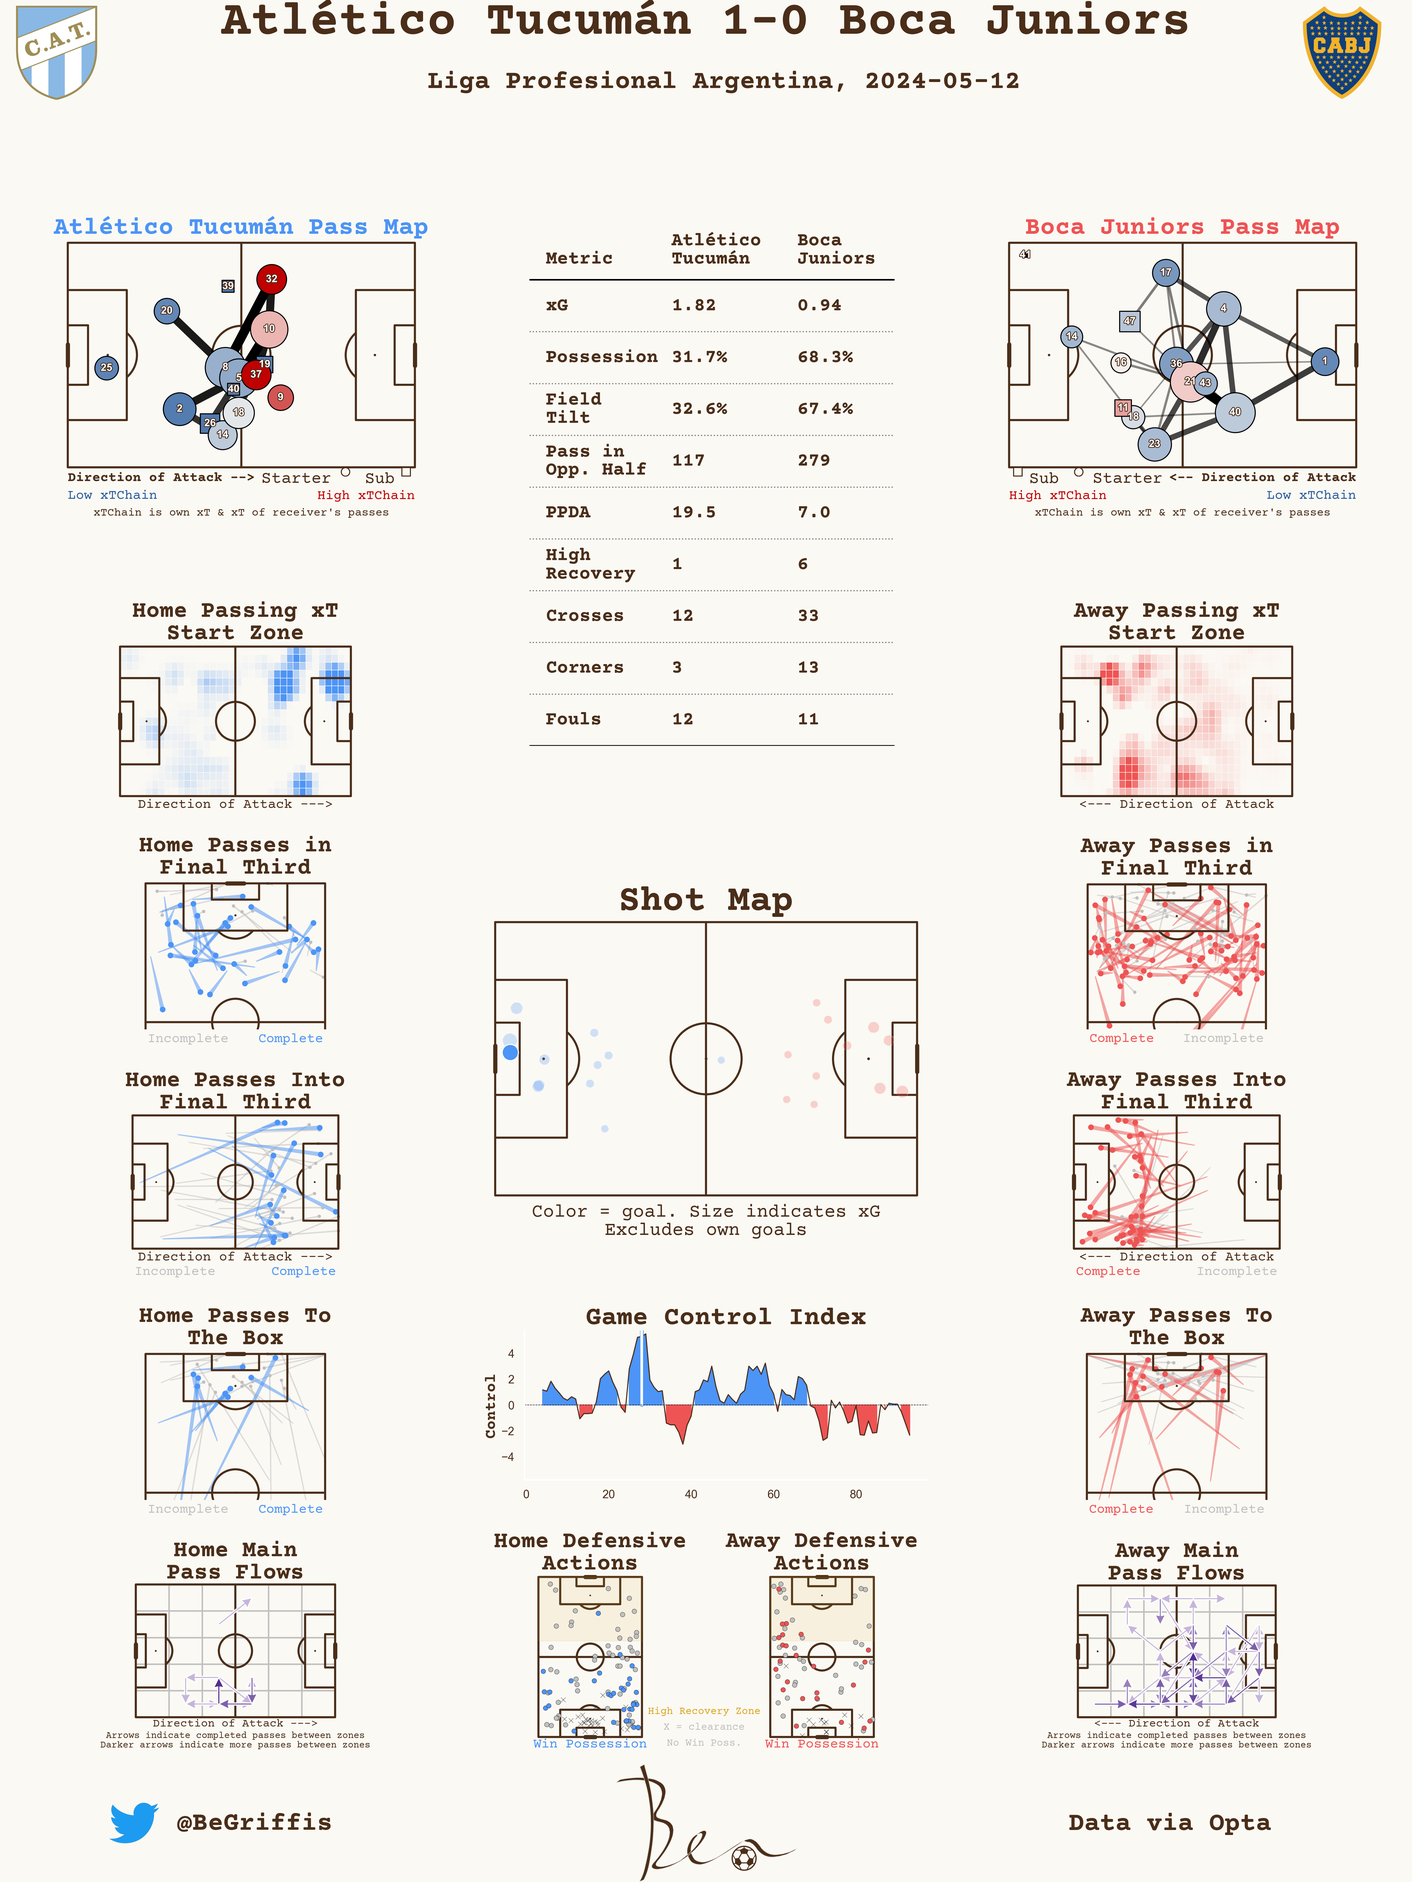 Atlético Tucumán 1-0 Boca Juniors
Liga Profesional Argentina, 2024-05-12
C.A.T.
CABJ
Atlético Tucumán Pass Map
39
32
20
10
25
8
5
19
37
40
9
2
18
26
14
Direction of Attack --> Starter Sub
Low xTChain High xTChain
xTChain is own xT & xT of receiver's passes
Metric Atlético Tucumán Boca Juniors
xG 1.82 0.94
Possession 31.7% 68.3%
Field Tilt 32.6% 67.4%
Pass in Opp. Half 117 279
PPDA 19.5 7.0
High Recovery 1 6
Crosses 12 33
Corners 3 13
Fouls 12 11
Boca Juniors Pass Map
41
17
4
47
14
16
36
1
21
43
11
18
40
23
Sub Starter <-- Direction of Attack
High xTChain Low xTChain
xTChain is own xT & xT of receiver's passes
Home Passing xT
Start Zone
Direction of Attack --->
Away Passing xT
Start Zone
<--- Direction of Attack
Home Passes in
Final Third
Incomplete Complete
Away Passes in
Final Third
Complete Incomplete
Shot Map
Color = goal. Size indicates xG
Excludes own goals
Home Passes Into
Final Third
Direction of Attack --->
Incomplete Complete
Away Passes Into
Final Third
<--- Direction of Attack
Complete Incomplete
Home Passes To
The Box
Incomplete Complete
Game Control Index
Control
4
2
0
−2
−4
0 20 40 60 80
Away Passes To
The Box
Complete Incomplete
Home Main
Pass Flows
Direction of Attack --->
Arrows indicate completed passes between zones
Darker arrows indicate more passes between zones
Home Defensive
Actions
Win Possession
Away Defensive
Actions
Win Possession
High Recovery Zone
X = clearance
No Win Poss.
Away Main
Pass Flows
<--- Direction of Attack
Arrows indicate completed passes between zones
Darker arrows indicate more passes between zones
@BeGriffis
Ben
Data via Opta